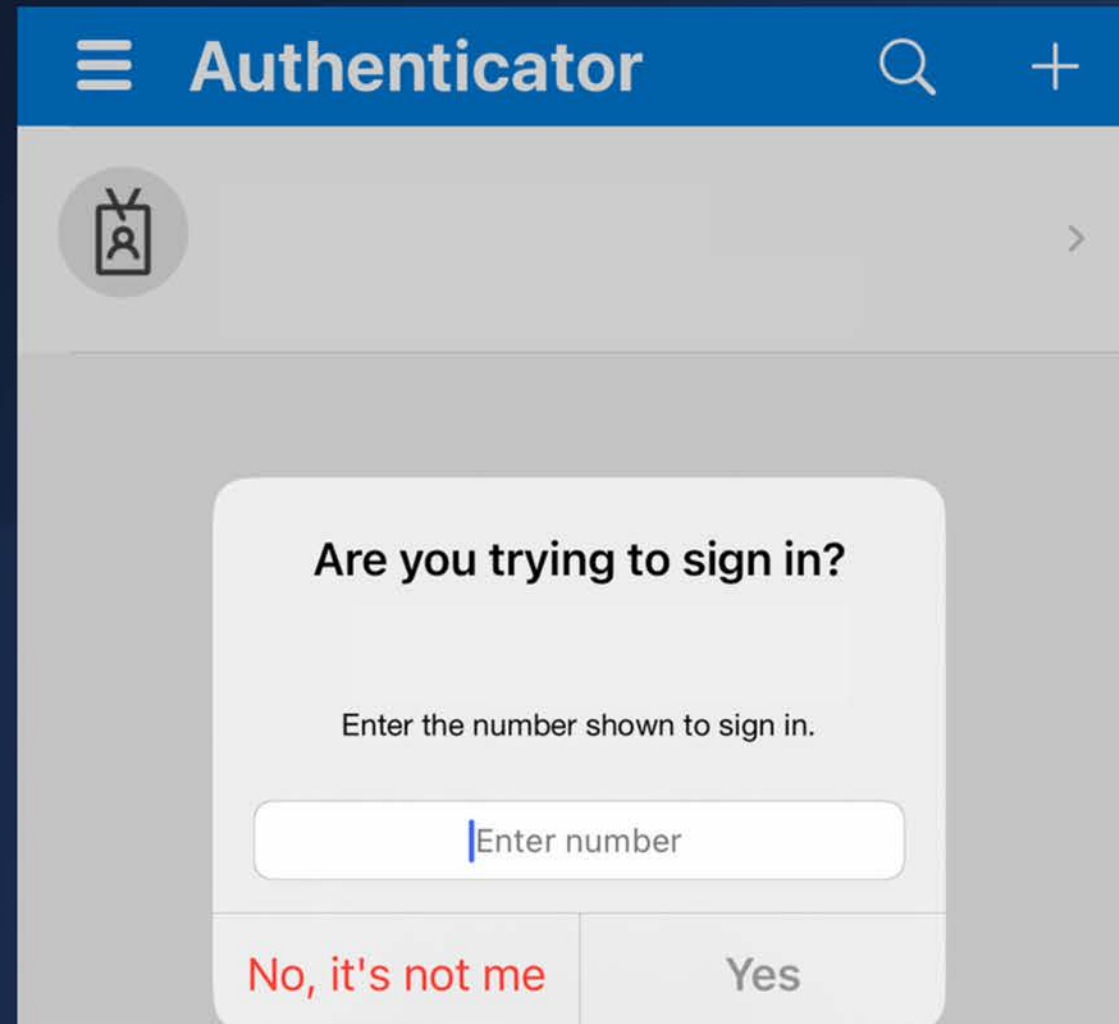 Authenticator
Are you trying to sign in?
Enter the number shown to sign in.
Enter number
No, it's not me
Yes